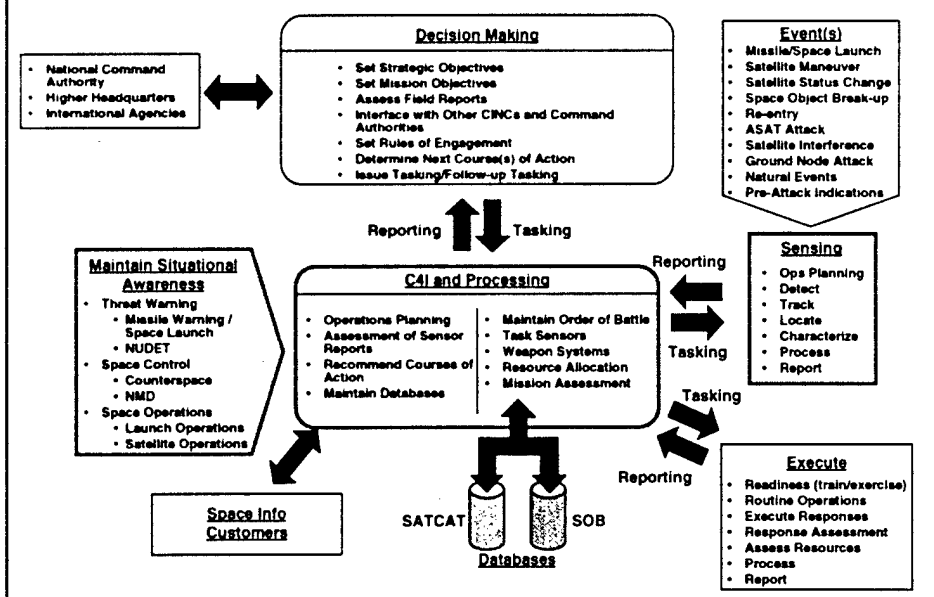 Decision Making
• Set Strategic Objectives
• Set Mission Objectives
• Assess Field Reports
• Interface with Other CINCs and Command
Authorities
• Set Rules of Engagement
• Determine Next Course(s) of Action
• Issue Tasking/Follow-up Tasking
• National Command
Authority
• Higher Headquarters
• International Agencies
Event(s)
• Missile/Space Launch
• Satellite Maneuver
• Satellite Status Change
• Space Object Break-up
• Re-entry
• ASAT Attack
• Satellite Interference
• Ground Node Attack
• Natural Events
• Pre-Attack Indications
Reporting
Tasking
Maintain Situational
Awareness
• Threat Warning
• Missile Warning /
Space Launch
• NUDET
• Space Control
• Counterspace
• NMD
• Space Operations
• Launch Operations
• Satellite Operations
C4I and Processing
• Operations Planning
• Assessment of Sensor
Reports
• Recommend Courses of
Action
• Maintain Databases
• Maintain Order of Battle
• Task Sensors
• Weapon Systems
• Resource Allocation
• Mission Assessment
Reporting
Tasking
Sensing
• Ops Planning
• Detect
• Track
• Locate
• Characterize
• Process
• Report
Tasking
Reporting
Space Info
Customers
SATCAT
SOB
Databases
Execute
• Readiness (train/exercise)
• Routine Operations
• Execute Responses
• Response Assessment
• Assess Resources
• Process
• Report